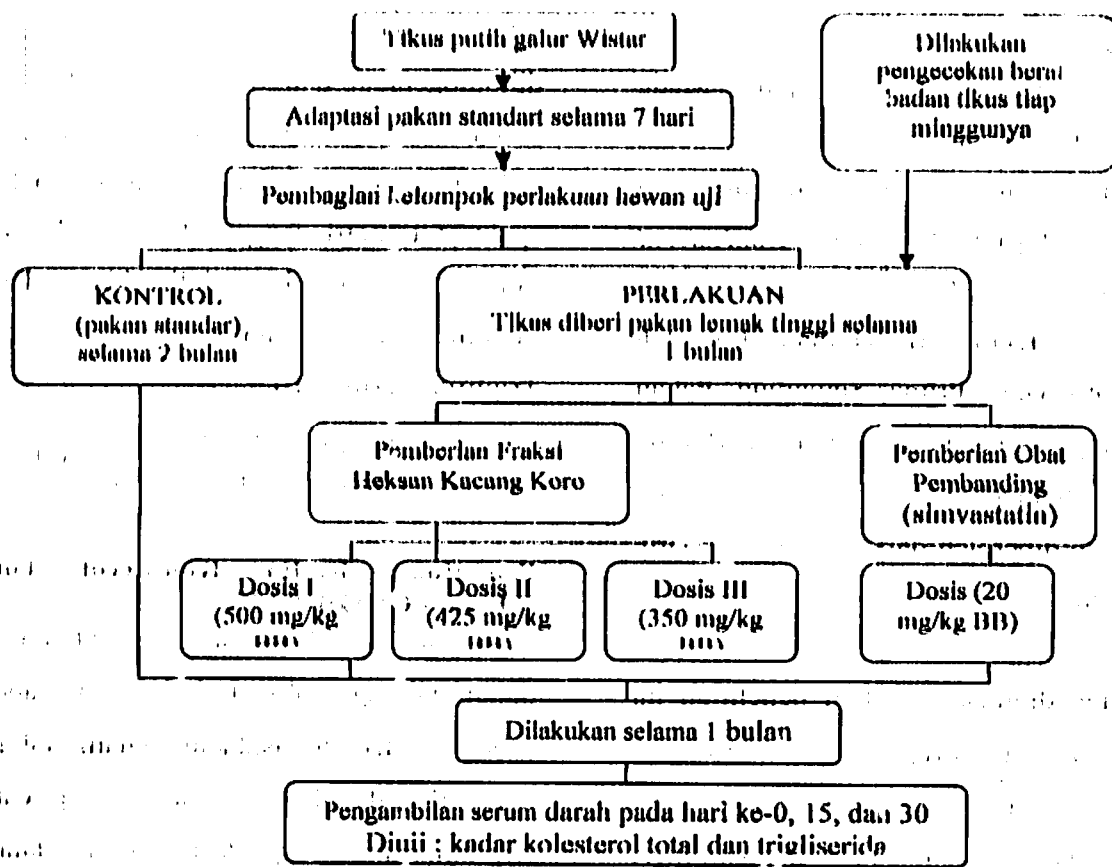 Tikus putih galur Wistar
Adaptasi pakan standart selama 7 hari
Pembagian kelompok perlakuan hewan uji
Dilakukan
pengecekan berat
badan tikus tiap
minggunya
KONTROL
(pakan standar)
selama 2 bulan
PERLAKUAN
Tikus diberi pakan lemak tinggi selama
1 bulan
Pemberian Fraksi
Heksan Kacang Koro
Pemberian Obat
Pembanding
(simvastatin)
Dosis I
(500 mg/kg
Dosis II
(425 mg/kg
Dosis III
(350 mg/kg
Dosis (20
mg/kg BB)
Dilakukan selama 1 bulan
Pengambilan serum darah pada hari ke-0, 15, dan 30
Diuji : kadar kolesterol total dan trigliserida